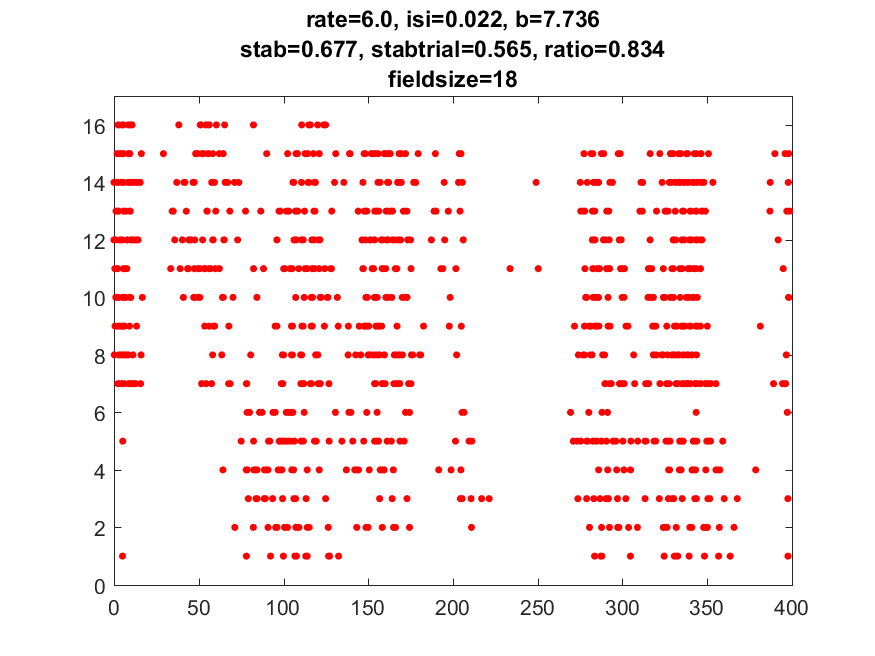 rate=6.0, isi=0.022, b=7.736
stab=0.677, stabtrial=0.565, ratio=0.834
fieldsize=18
16
14
12
10
8
6
4
2
0
0 50 100 150 200 250 300 350 400